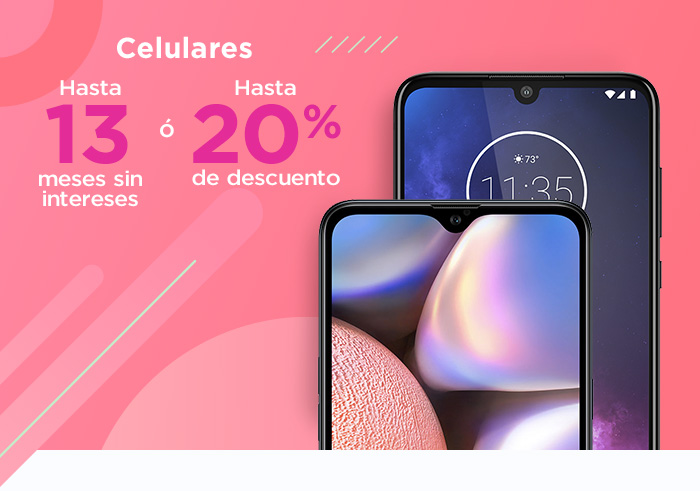 Celulares
Hasta
13
meses sin
intereses
ó
Hasta
20%
de descuento
73°
11:35